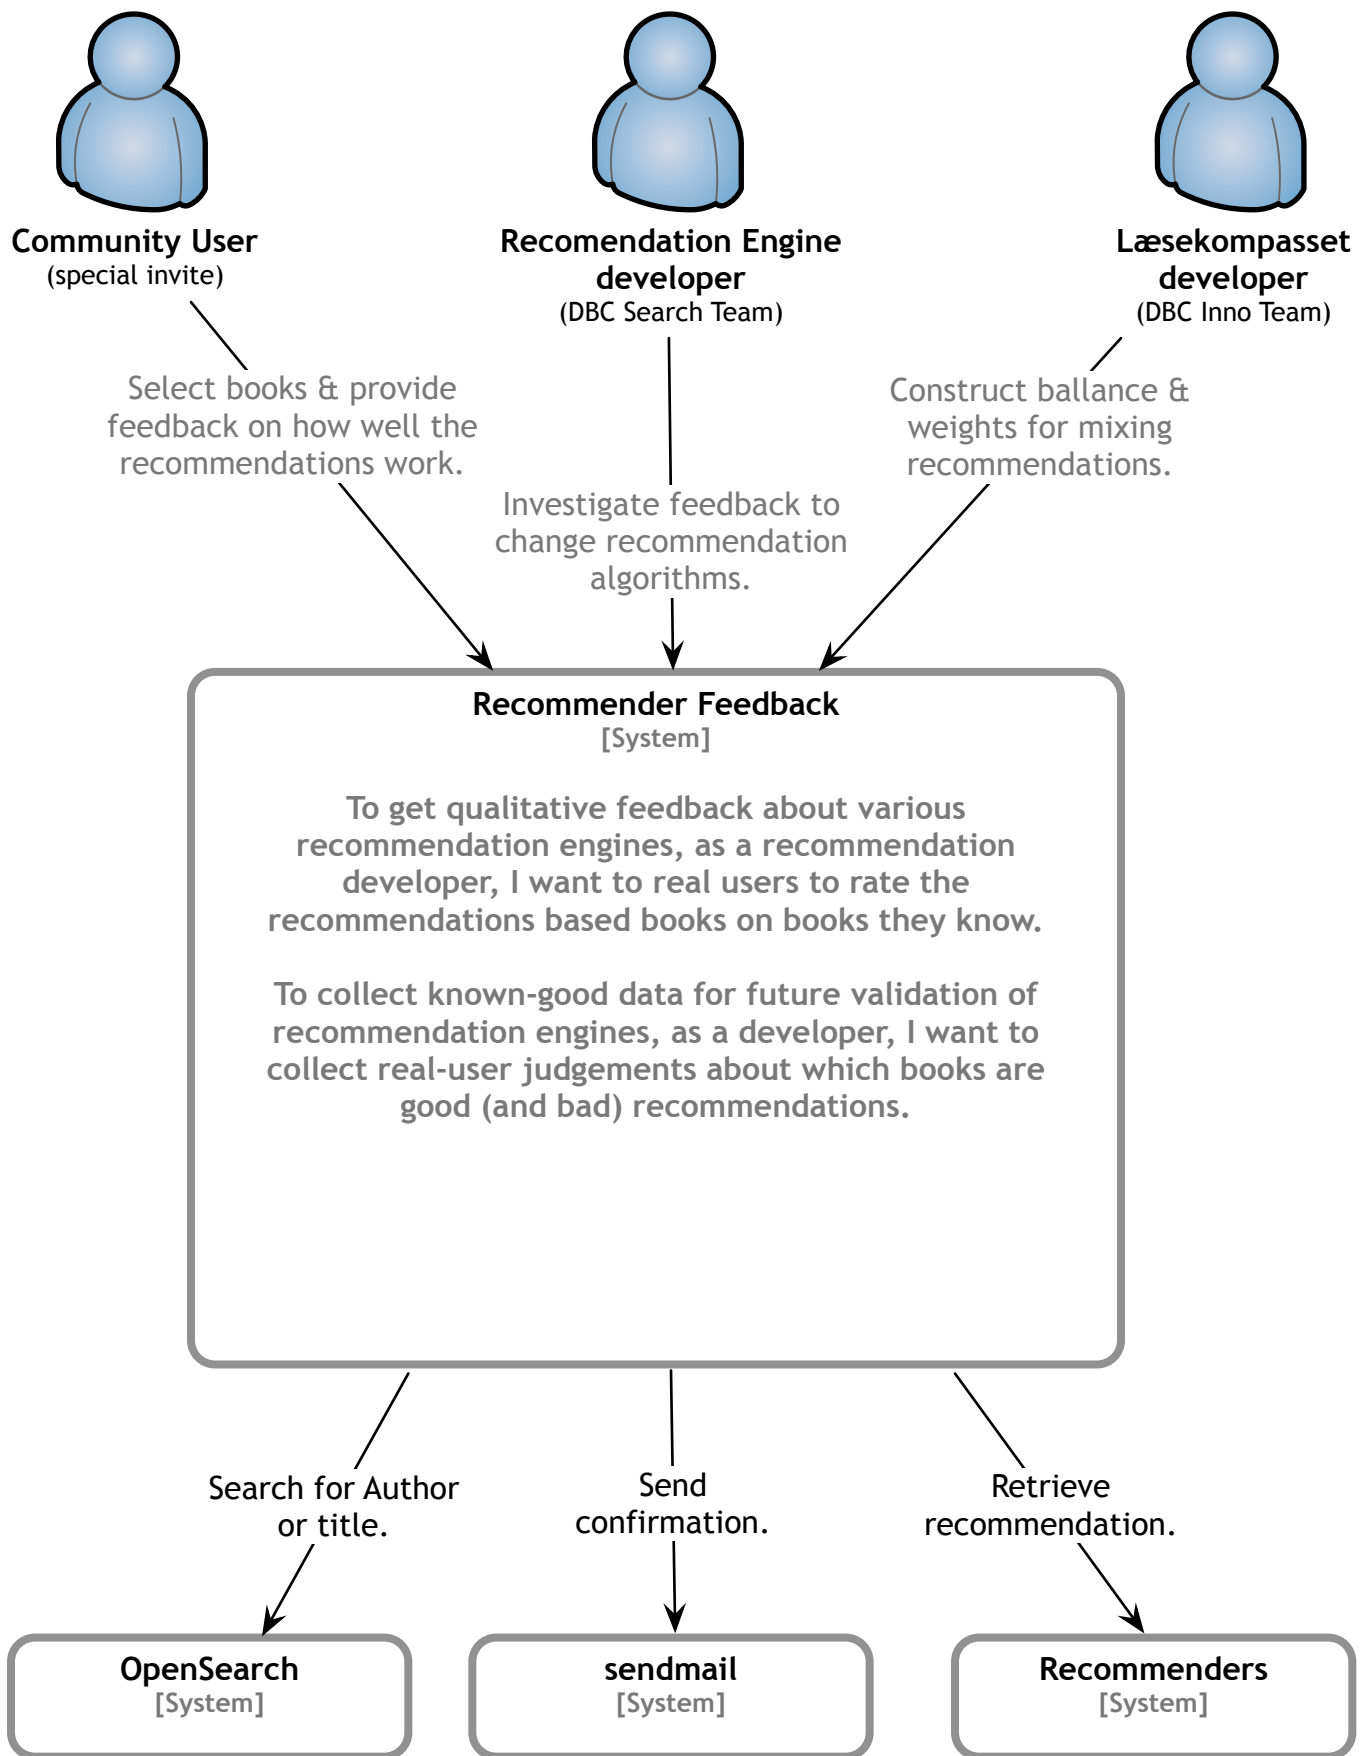 Community User
(special invite)
Recomendation Engine
developer
(DBC Search Team)
Læsekompasset
developer
(DBC Inno Team)
Select books & provide
feedback on how well the
recommendations work.
Investigate feedback to
change recommendation
algorithms.
Construct ballance &
weights for mixing
recommendations.
Recommender Feedback
[System]
To get qualitative feedback about various
recommendation engines, as a recommendation
developer, I want to real users to rate the
recommendations based books on books they know.
To collect known-good data for future validation of
recommendation engines, as a developer, I want to
collect real-user judgements about which books are
good (and bad) recommendations.
Search for Author
or title.
Send
confirmation.
Retrieve
recommendation.
OpenSearch
[System]
sendmail
[System]
Recommenders
[System]